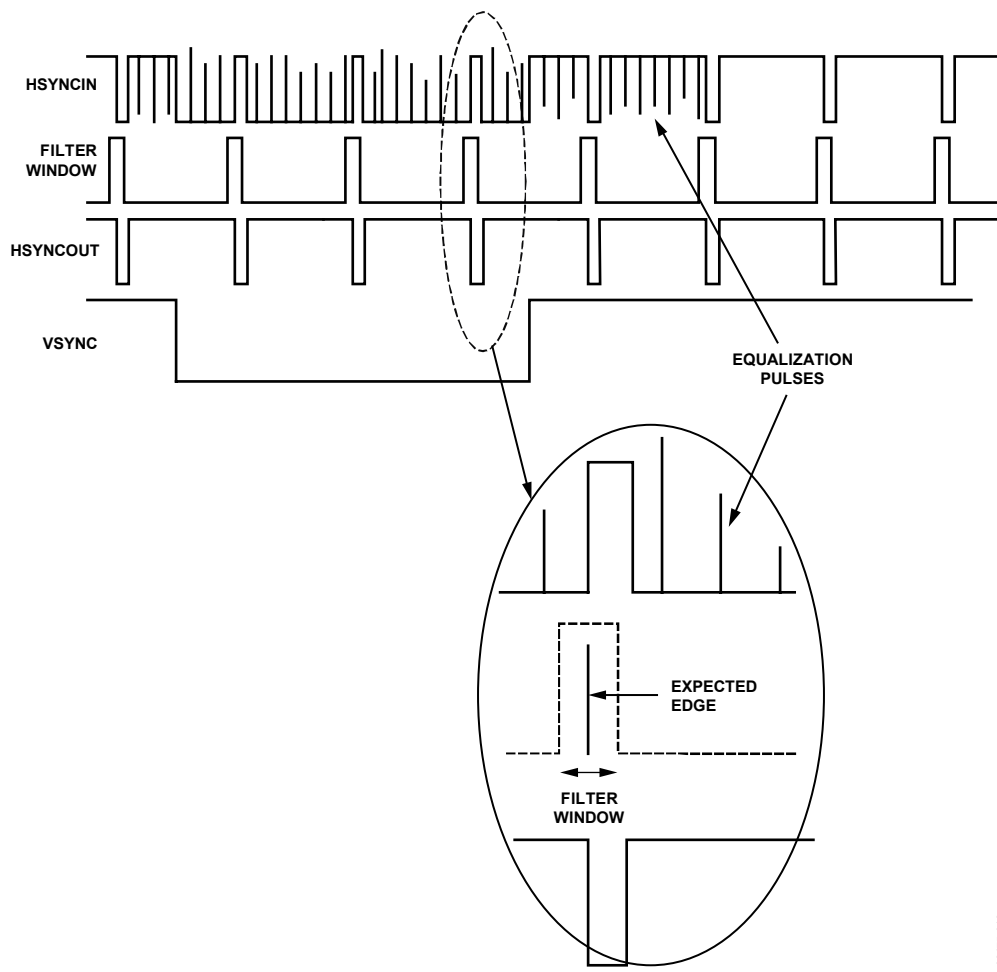 HSYNCIN
FILTER
WINDOW
HSYNCOUT
VSYNC
EQUALIZATION
PULSES
EXPECTED
EDGE
FILTER
WINDOW